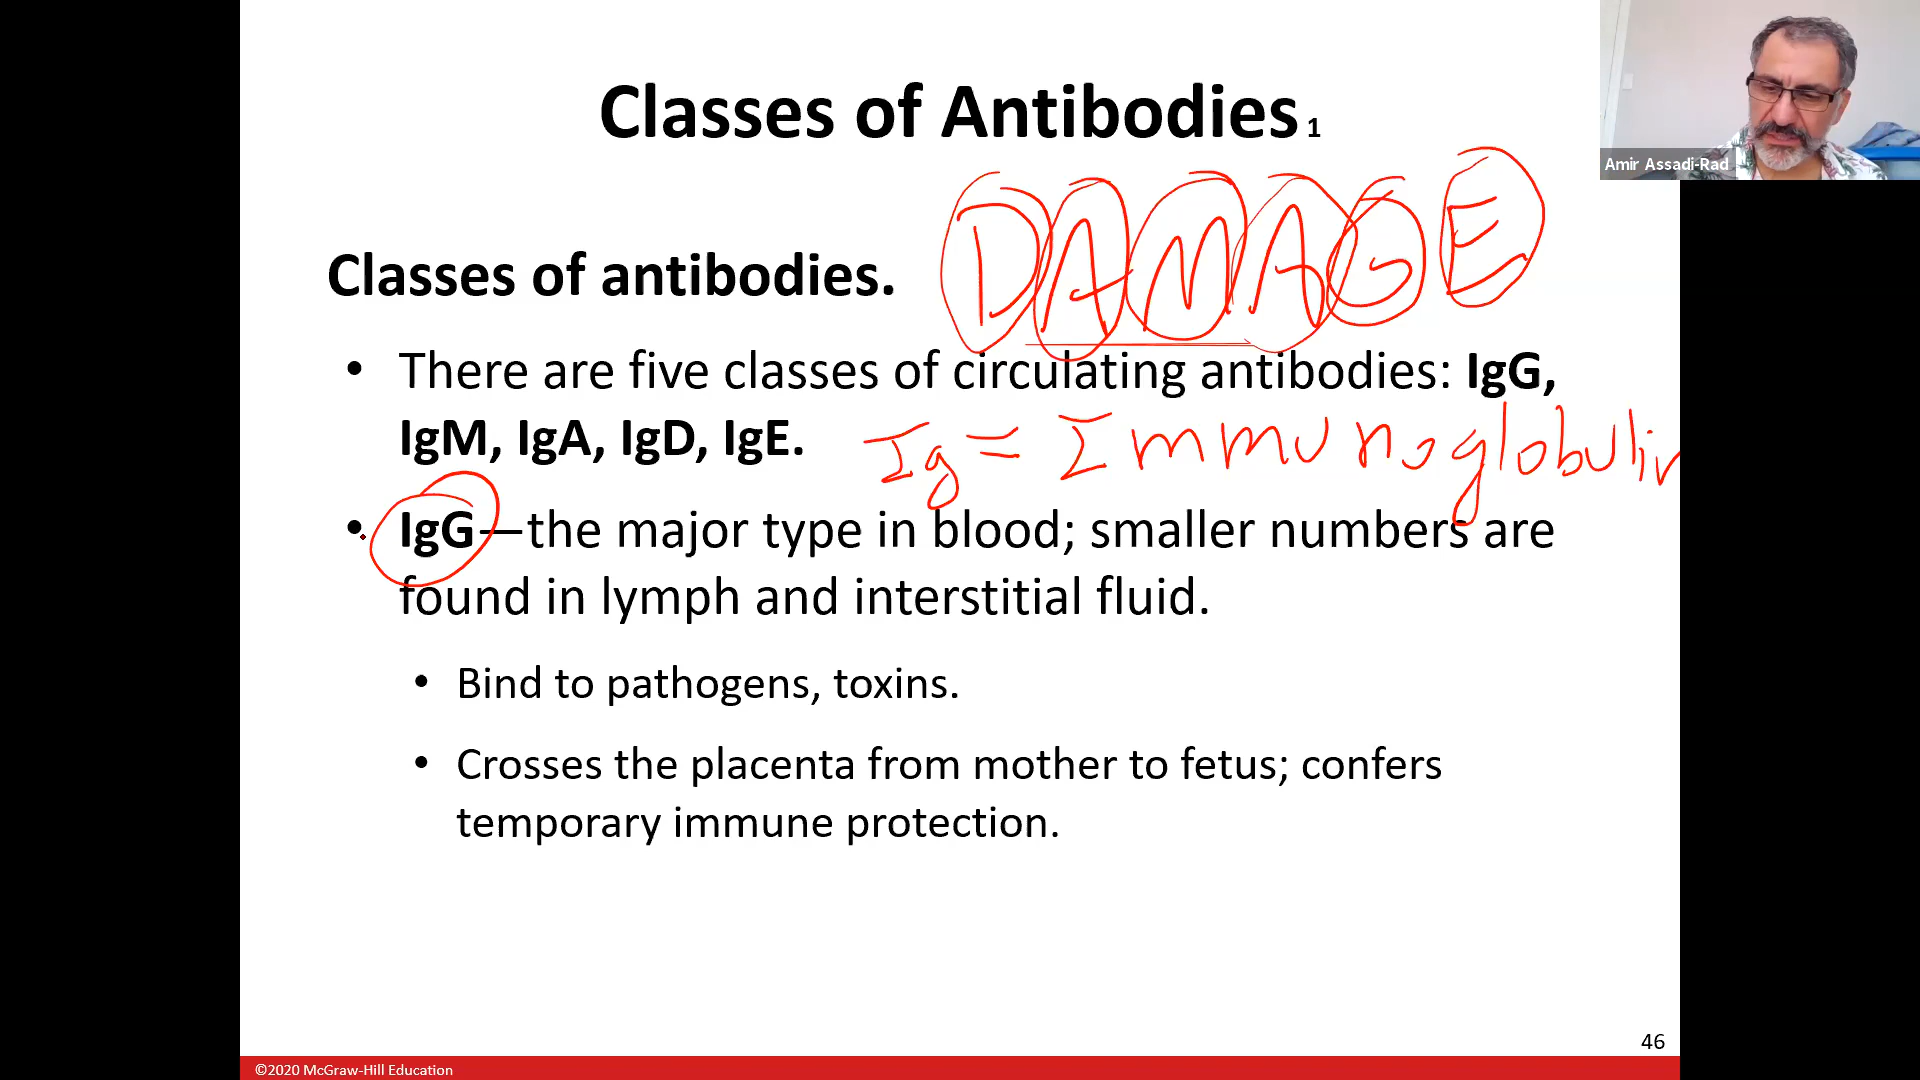 Classes of Antibodies 1
Amir Assadi-Rad
DAMAGE
Classes of antibodies.
• There are five classes of circulating antibodies: IgG,
IgM, IgA, IgD, IgE.
Ig = Immunoglobulin
• IgG—the major type in blood; smaller numbers are
found in lymph and interstitial fluid.
• Bind to pathogens, toxins.
• Crosses the placenta from mother to fetus; confers
temporary immune protection.
46
©2020 McGraw-Hill Education